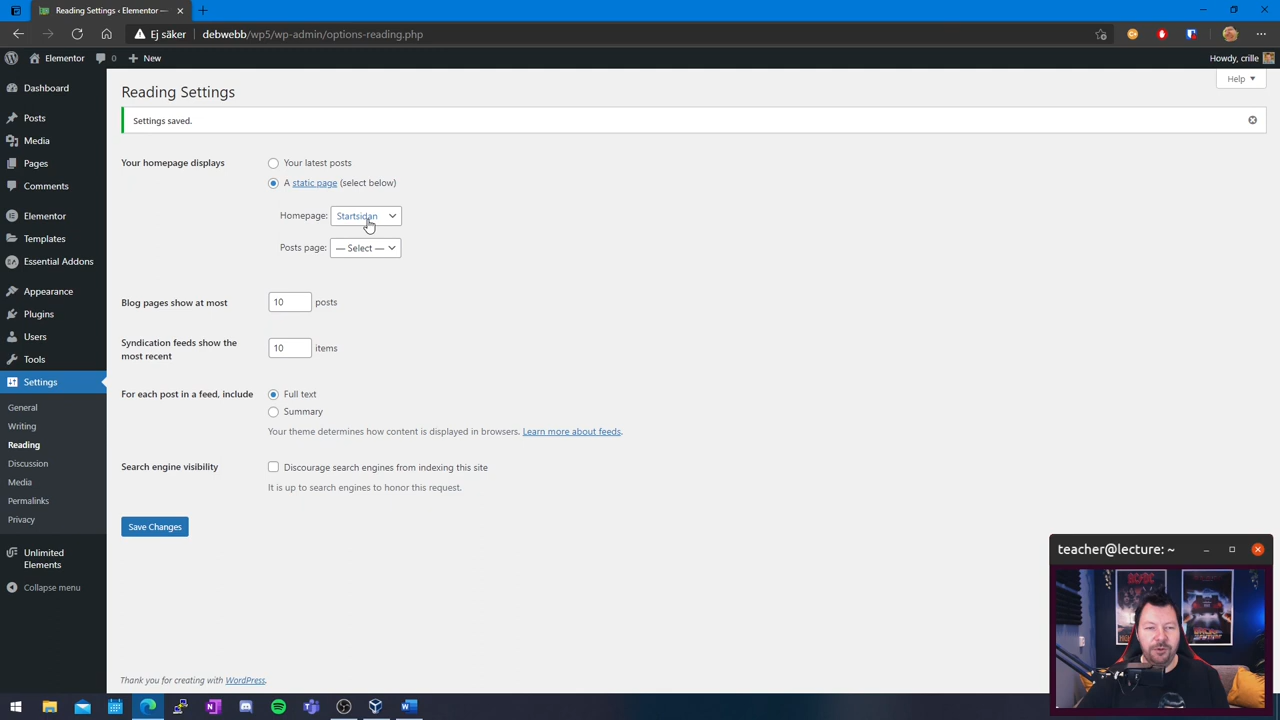 Reading Settings ‹ Elementor —
Ej säker
debwebb/wp5/wp-admin/options-reading.php
Elementor
0
New
Howdy, crille
Help
Dashboard
Posts
Media
Pages
Comments
Elementor
Templates
Essential Addons
Appearance
Plugins
Users
Tools
Settings
General
Writing
Reading
Discussion
Media
Permalinks
Privacy
Unlimited
Elements
Collapse menu
Reading Settings
Settings saved.
Your homepage displays
Your latest posts
A static page (select below)
Homepage: Startsidan
Posts page: — Select —
Blog pages show at most
10 posts
Syndication feeds show the
most recent
10 items
For each post in a feed, include
Full text
Summary
Your theme determines how content is displayed in browsers. Learn more about feeds.
Search engine visibility
Discourage search engines from indexing this site
It is up to search engines to honor this request.
Save Changes
Thank you for creating with WordPress.
teacher@lecture: ~